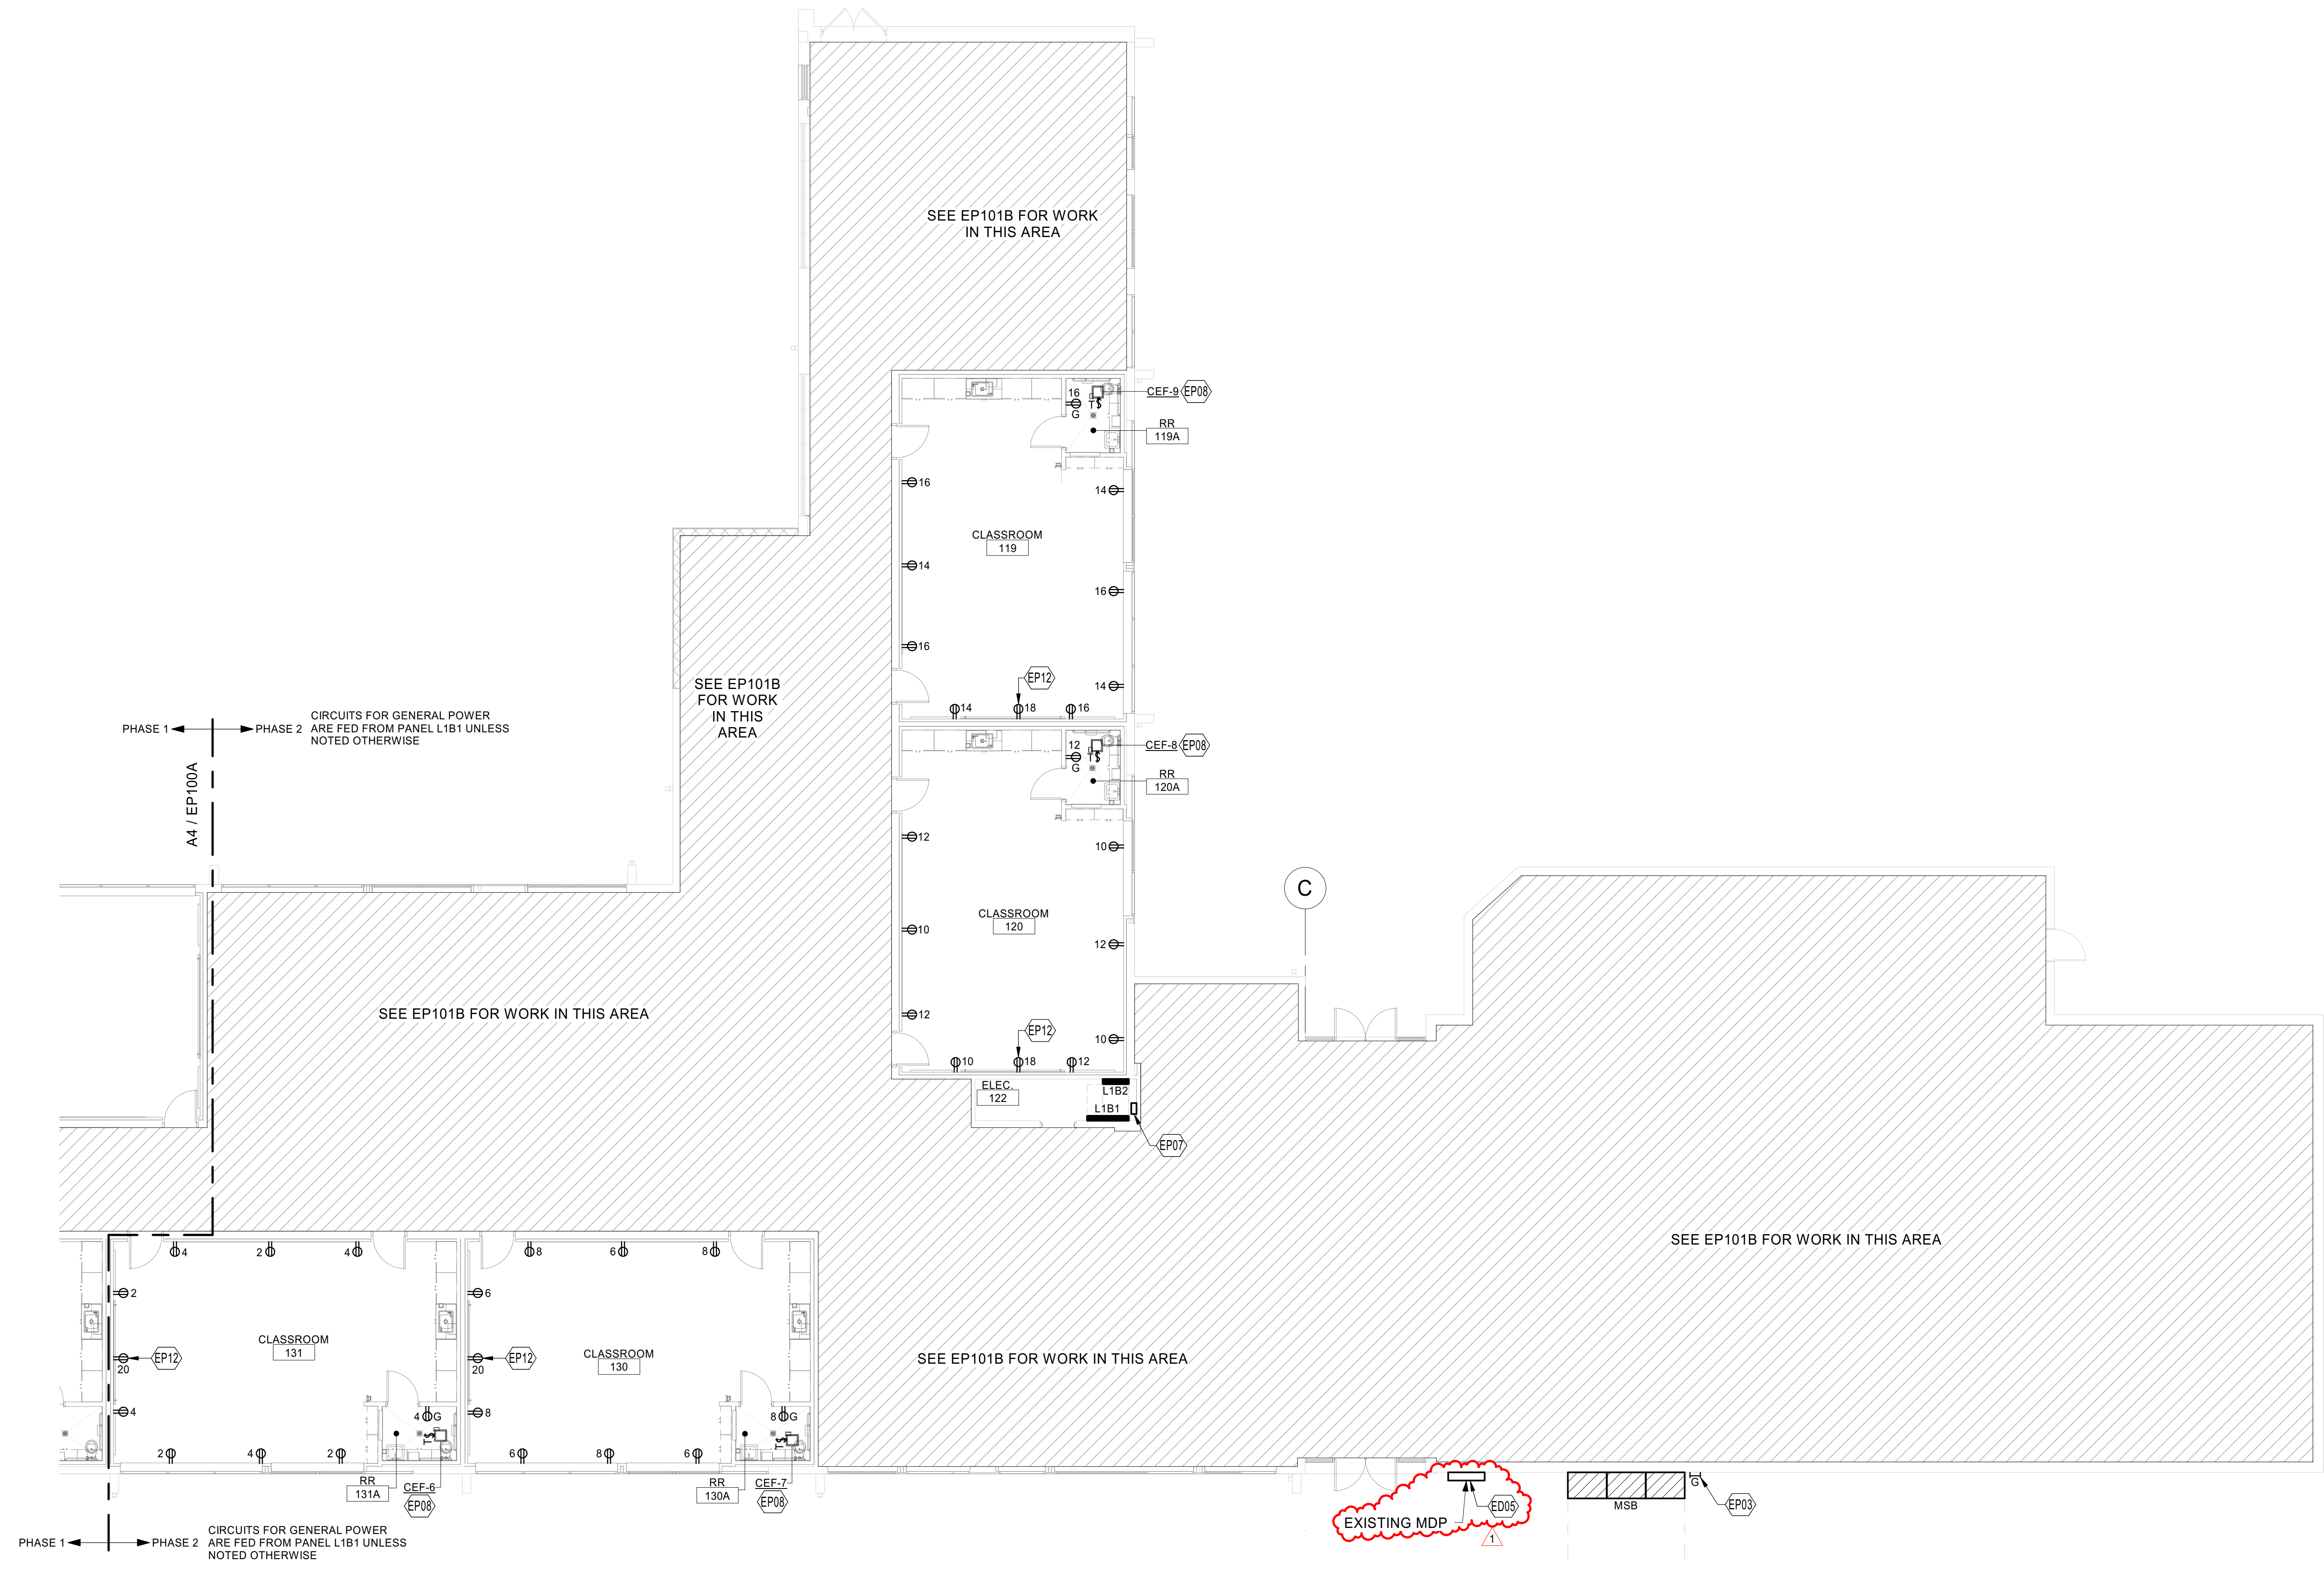 SEE EP101B FOR WORK
IN THIS AREA
16
T$
G
CEF-9 EP08
RR
119A
16
14
CLASSROOM
119
14
16
16
14
EP12
14
18
16
SEE EP101B
FOR WORK
IN THIS
AREA
PHASE 1
PHASE 2
CIRCUITS FOR GENERAL POWER
ARE FED FROM PANEL L1B1 UNLESS
NOTED OTHERWISE
A4 / EP100A
12
T$
G
CEF-8 EP08
RR
120A
12
10
C
CLASSROOM
120
10
12
12
10
EP12
10
18
12
SEE EP101B FOR WORK IN THIS AREA
ELEC.
122
L1B2
L1B1
EP07
SEE EP101B FOR WORK IN THIS AREA
4
2
4
8
6
8
2
6
CLASSROOM
131
CLASSROOM
130
EP12
20
EP12
20
SEE EP101B FOR WORK IN THIS AREA
4
8
4 G
T$
8 G
T$
2
4
2
6
8
6
RR
131A
CEF-6
EP08
RR
130A
CEF-7
EP08
EXISTING MDP
ED05
1
MSB
G
EP03
PHASE 1
PHASE 2
CIRCUITS FOR GENERAL POWER
ARE FED FROM PANEL L1B1 UNLESS
NOTED OTHERWISE